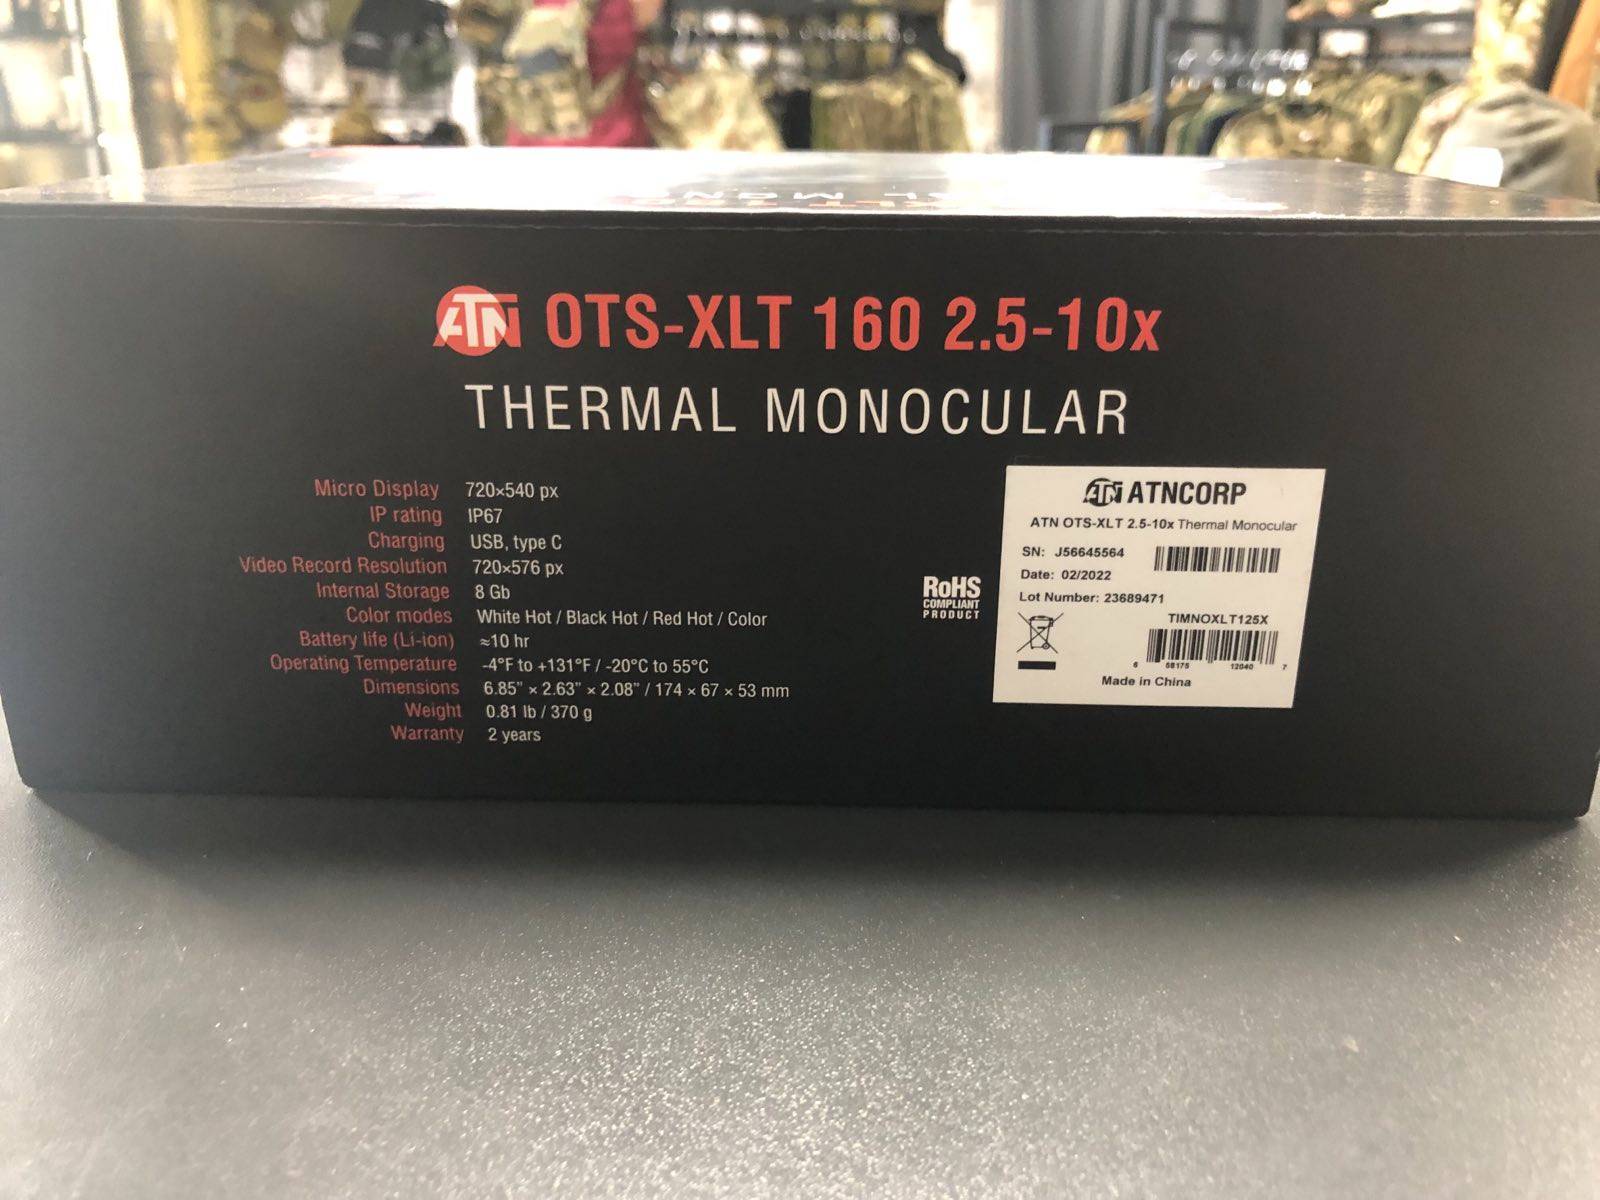 ATN OTS-XLT 160 2.5-10x
THERMAL MONOCULAR
Micro Display 720×540 px
IP rating IP67
Charging USB, type C
Video Record Resolution 720×576 px
Internal Storage 8 Gb
Color modes White Hot / Black Hot / Red Hot / Color
Battery life (Li-ion) ≈10 hr
Operating Temperature -4°F to +131°F / -20°C to 55°C
Dimensions 6.85” × 2.63” × 2.08” / 174 × 67 × 53 mm
Weight 0.81 lb / 370 g
Warranty 2 years
RoHS
COMPLIANT
PRODUCT
ATN ATNCORP
ATN OTS-XLT 2.5-10x Thermal Monocular
SN: J56645564
Date: 02/2022
Lot Number: 23689471
TIMNOXLT125X
6 58175 12040 7
Made in China